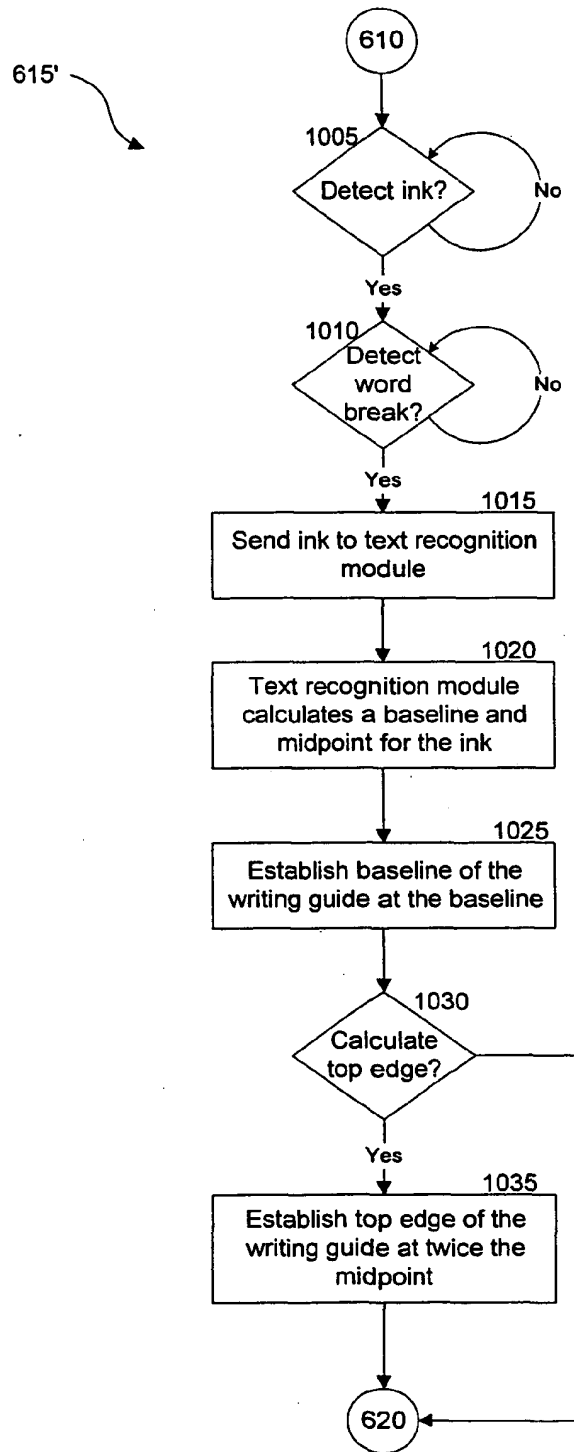 610
615'
1005
Detect ink?
No
Yes
1010
Detect
word
break?
No
Yes
1015
Send ink to text recognition
module
1020
Text recognition module
calculates a baseline and
midpoint for the ink
1025
Establish baseline of the
writing guide at the baseline
1030
Calculate
top edge?
Yes
1035
Establish top edge of the
writing guide at twice the
midpoint
620